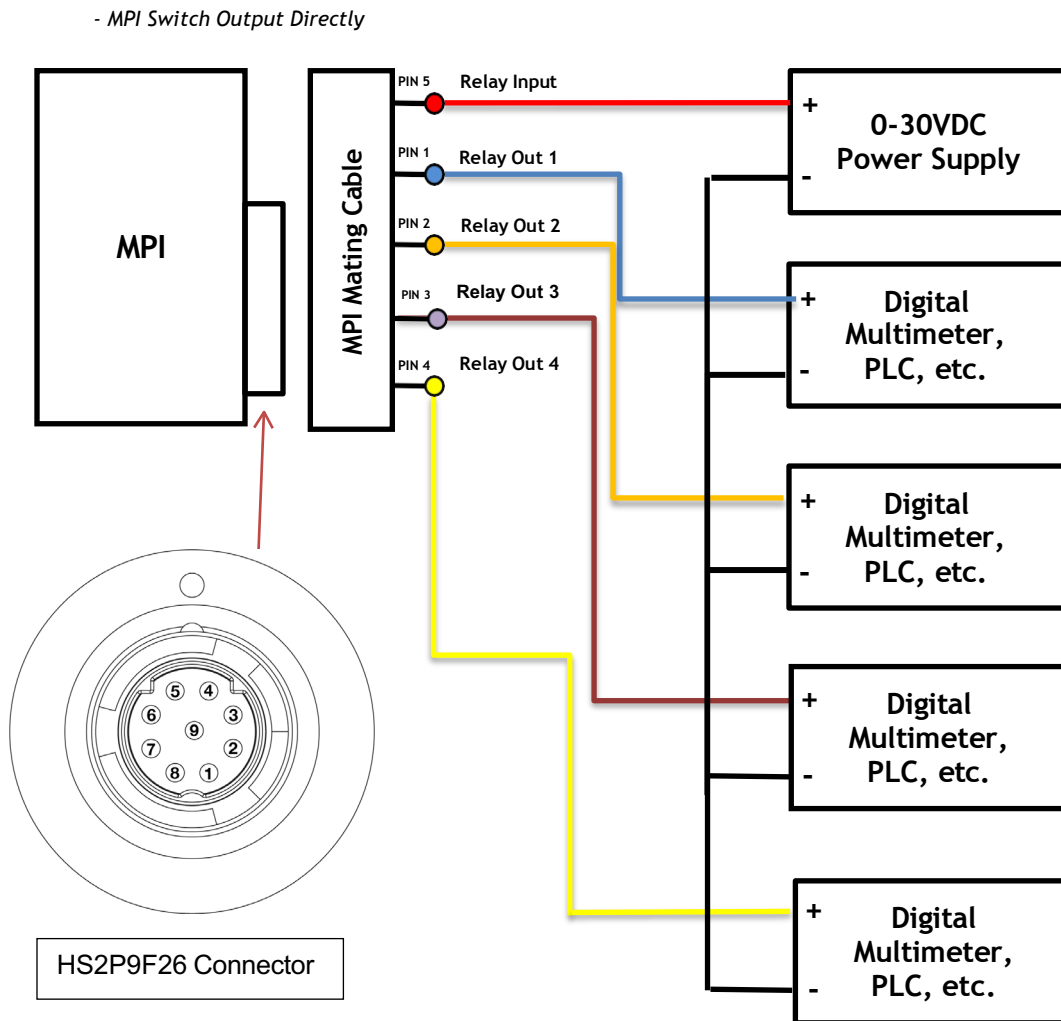 - MPI Switch Output Directly
MPI
MPI Mating Cable
PIN 5
Relay Input
PIN 1
Relay Out 1
PIN 2
Relay Out 2
PIN 3
Relay Out 3
PIN 4
Relay Out 4
+
0-30VDC
Power Supply
-
+
Digital
Multimeter,
PLC, etc.
-
+
Digital
Multimeter,
PLC, etc.
-
+
Digital
Multimeter,
PLC, etc.
-
+
Digital
Multimeter,
PLC, etc.
-
5 4
6 3
9
7 2
8 1
HS2P9F26 Connector